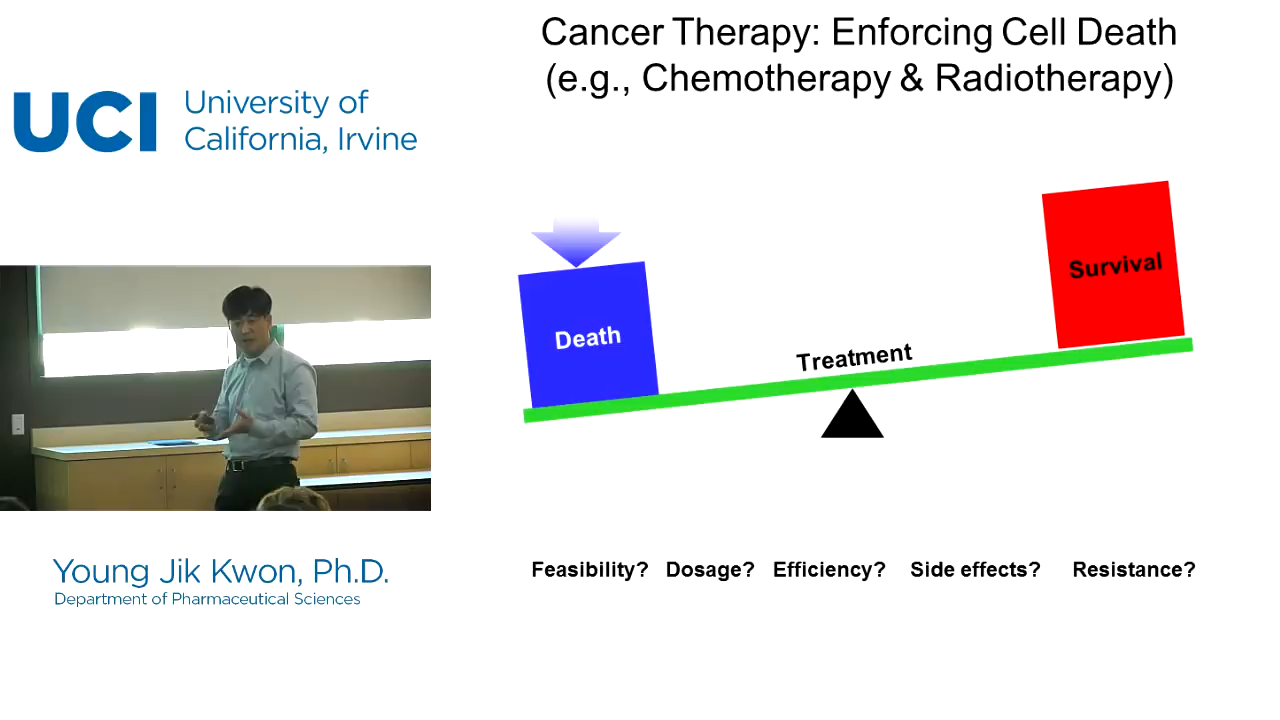 Cancer Therapy: Enforcing Cell Death
(e.g., Chemotherapy & Radiotherapy)
UCI
University of
California, Irvine
Survival
Death
Treatment
Feasibility? Dosage? Efficiency? Side effects? Resistance?
Young Jik Kwon, Ph.D.
Department of Pharmaceutical Sciences